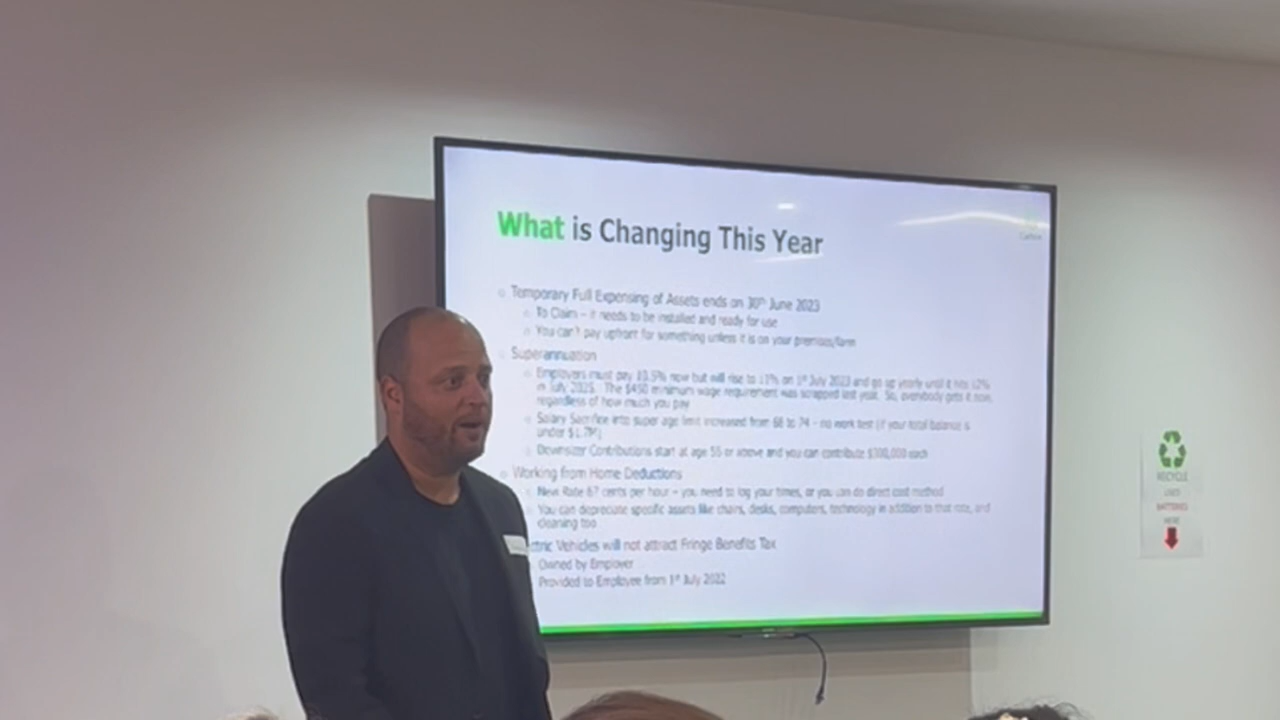 What is Changing This Year
Temporary Full Expensing of Assets ends on 30th June 2023
To Claim – it needs to be installed and ready for use
You can't pay upfront for something unless it is on your premises/farm
Superannuation
Employers must pay 10.5% now but will rise to 11% on 1st July 2023 and go up yearly until it hits 12%
in July 2025. The $450 minimum wage requirement was scrapped last year. So, everybody gets it now,
regardless of how much you pay
Salary Sacrifice into super age limit increased from 68 to 74 – no work test (if your total balance is
under $1.7M)
Downsizer Contributions start at age 55 or above and you can contribute $300,000 each
Working from Home Deductions
New Rate 67 cents per hour – you need to log your times, or you can do direct cost method
You can depreciate specific assets like chairs, desks, computers, technology in addition to that rate, and
cleaning too
ctric Vehicles will not attract Fringe Benefits Tax
Owned by Employer
Provided to Employee from 1st July 2022
RECYCLE
USED
BATTERIES
HERE